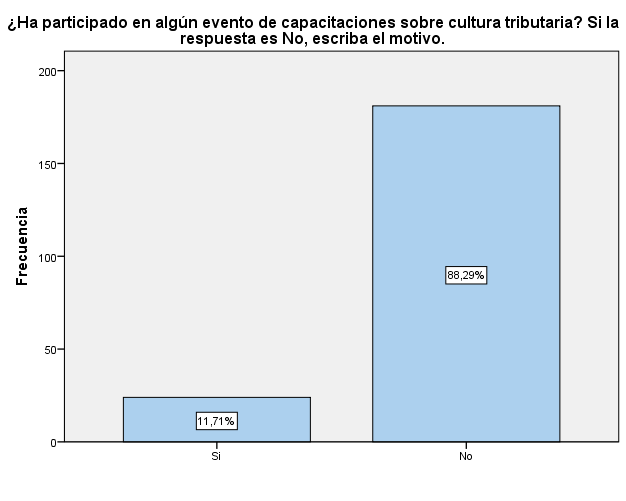 ¿Ha participado en algún evento de capacitaciones sobre cultura tributaria? Si la
respuesta es No, escriba el motivo.
Frecuencia
200
150
100
50
0
11,71%
88,29%
Si
No